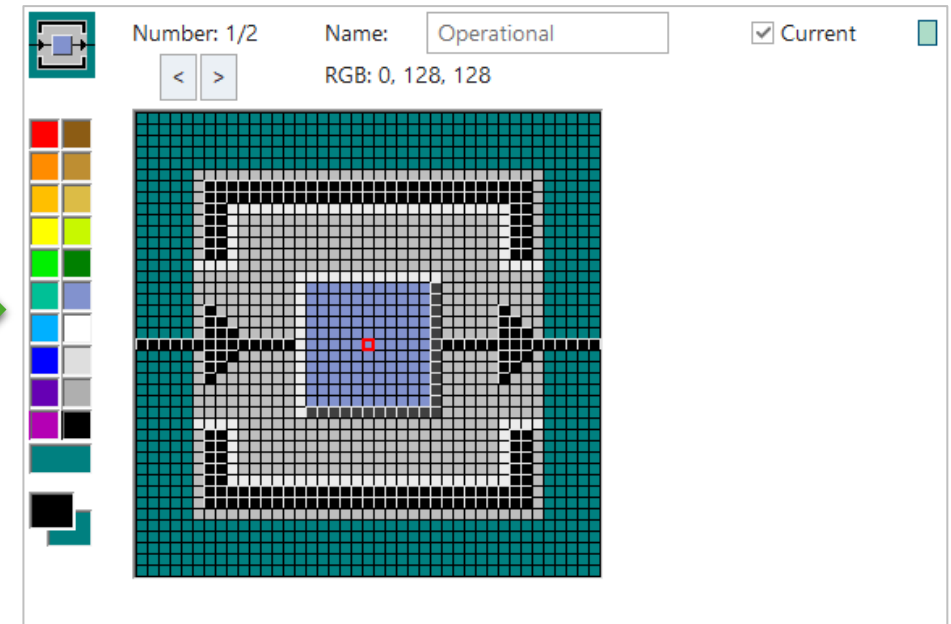 Number: 1/2
Name:
Operational
Current
< >
RGB: 0, 128, 128